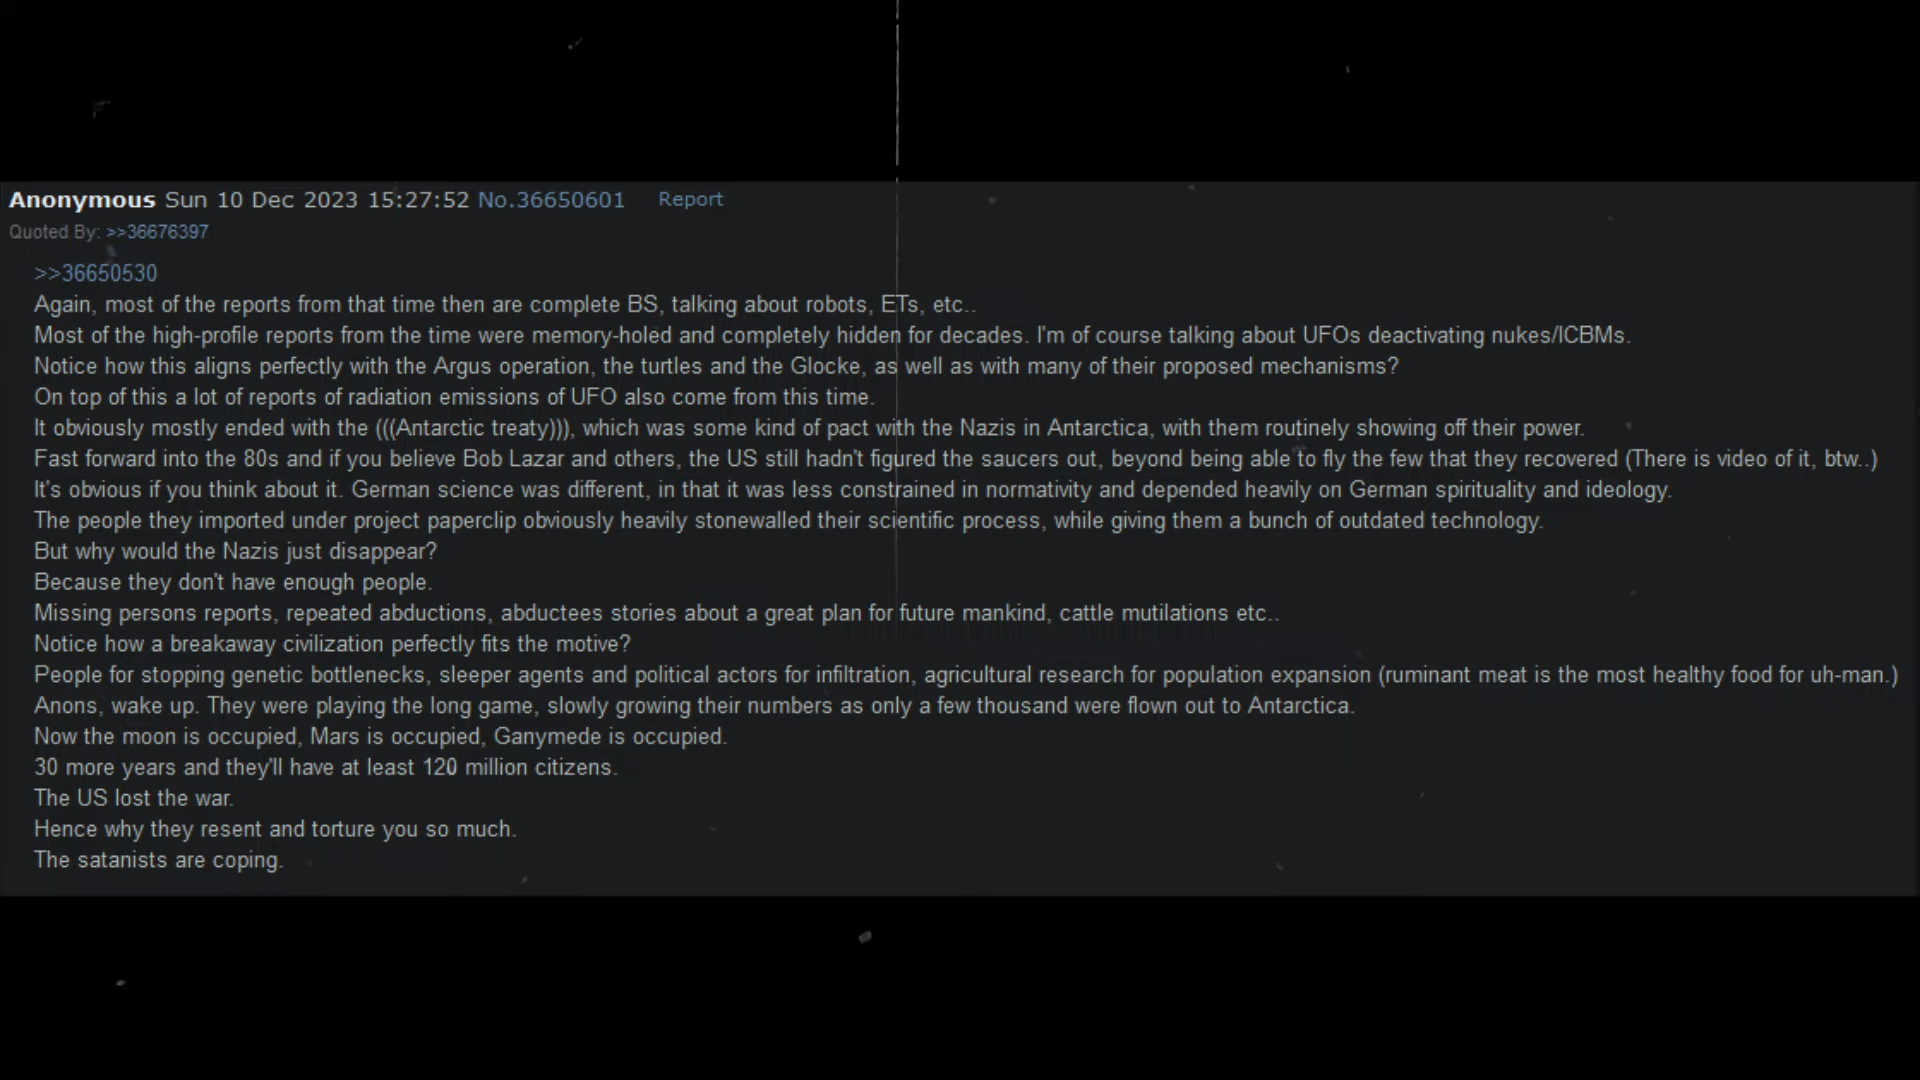 Anonymous Sun 10 Dec 2023 15:27:52 No.36650601 Report
Quoted By: >>36676397
>>36650530
Again, most of the reports from that time then are complete BS, talking about robots, ETs, etc..
Most of the high-profile reports from the time were memory-holed and completely hidden for decades. I'm of course talking about UFOs deactivating nukes/ICBMs.
Notice how this aligns perfectly with the Argus operation, the turtles and the Glocke, as well as with many of their proposed mechanisms?
On top of this a lot of reports of radiation emissions of UFO also come from this time.
It obviously mostly ended with the (((Antarctic treaty))), which was some kind of pact with the Nazis in Antarctica, with them routinely showing off their power.
Fast forward into the 80s and if you believe Bob Lazar and others, the US still hadn't figured the saucers out, beyond being able to fly the few that they recovered (There is video of it, btw..)
It's obvious if you think about it. German science was different, in that it was less constrained in normativity and depended heavily on German spirituality and ideology.
The people they imported under project paperclip obviously heavily stonewalled their scientific process, while giving them a bunch of outdated technology.
But why would the Nazis just disappear?
Because they don't have enough people.
Missing persons reports, repeated abductions, abductees stories about a great plan for future mankind, cattle mutilations etc..
Notice how a breakaway civilization perfectly fits the motive?
People for stopping genetic bottlenecks, sleeper agents and political actors for infiltration, agricultural research for population expansion (ruminant meat is the most healthy food for uh-man.)
Anons, wake up. They were playing the long game, slowly growing their numbers as only a few thousand were flown out to Antarctica.
Now the moon is occupied, Mars is occupied, Ganymede is occupied.
30 more years and they'll have at least 120 million citizens.
The US lost the war.
Hence why they resent and torture you so much.
The satanists are coping.